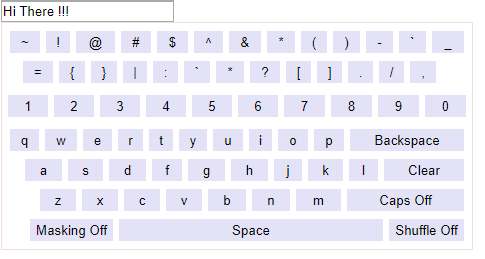 Hi There !!!
~ ! @ # $ ^ & * ( ) - ` _
= { } | : ` * ? [ ] . / ,
1 2 3 4 5 6 7 8 9 0
q w e r t y u i o p Backspace
a s d f g h j k l Clear
z x c v b n m Caps Off
Masking Off Space Shuffle Off